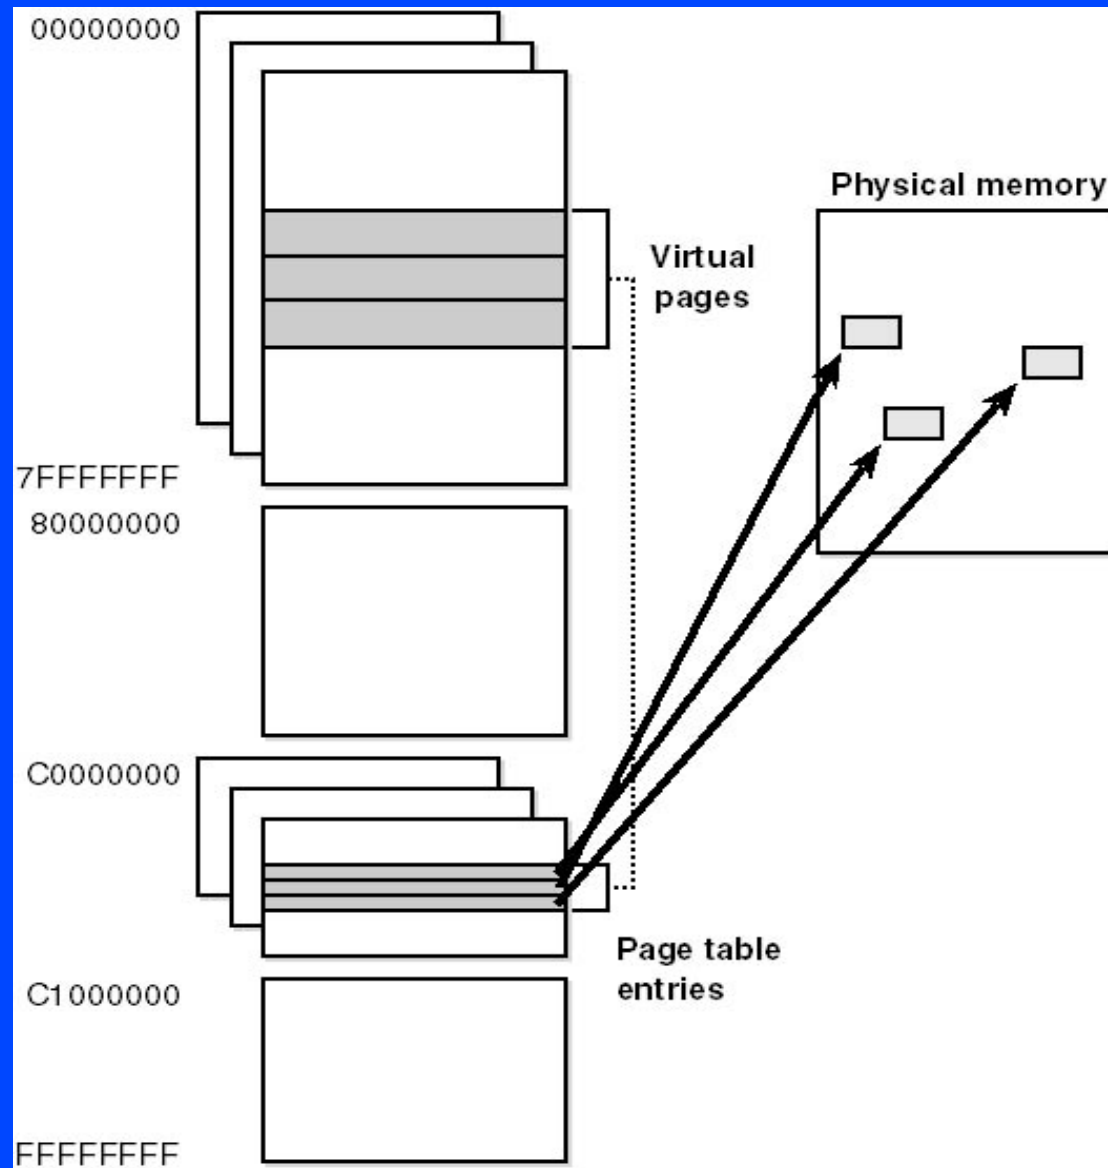 00000000
Physical memory
Virtual
pages
7FFFFFFF
80000000
C0000000
Page table
entries
C1000000
FFFFFFFF